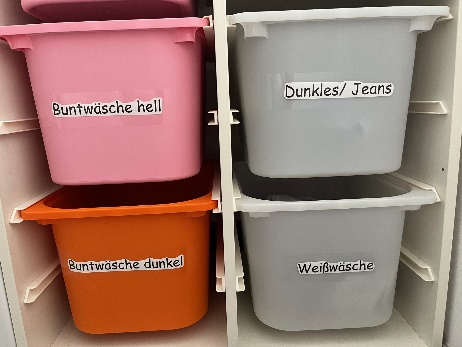 Buntwäsche hell
Dunkles/ Jeans
Buntwäsche dunkel
Weißwäsche